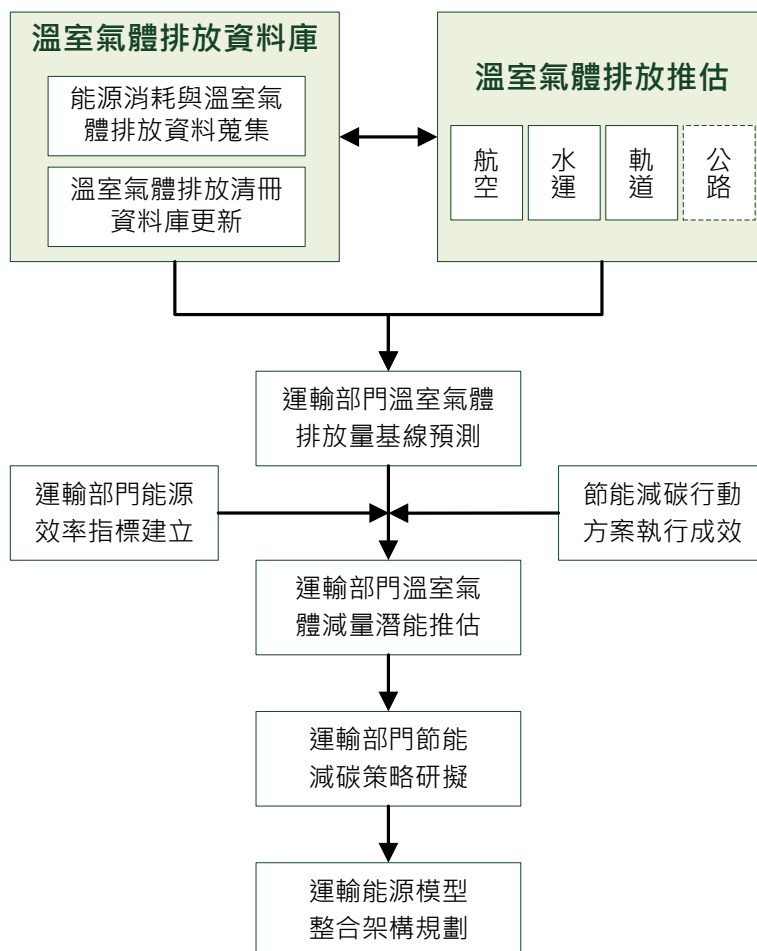 溫室氣體排放資料庫
能源消耗與溫室氣
體排放資料蒐集
溫室氣體排放清冊
資料庫更新
溫室氣體排放推估
航空
水運
軌道
公路
運輸部門溫室氣體
排放量基線預測
運輸部門能源
效率指標建立
節能減碳行動
方案執行成效
運輸部門溫室氣
體減量潛能推估
運輸部門節能
減碳策略研擬
運輸能源模型
整合架構規劃